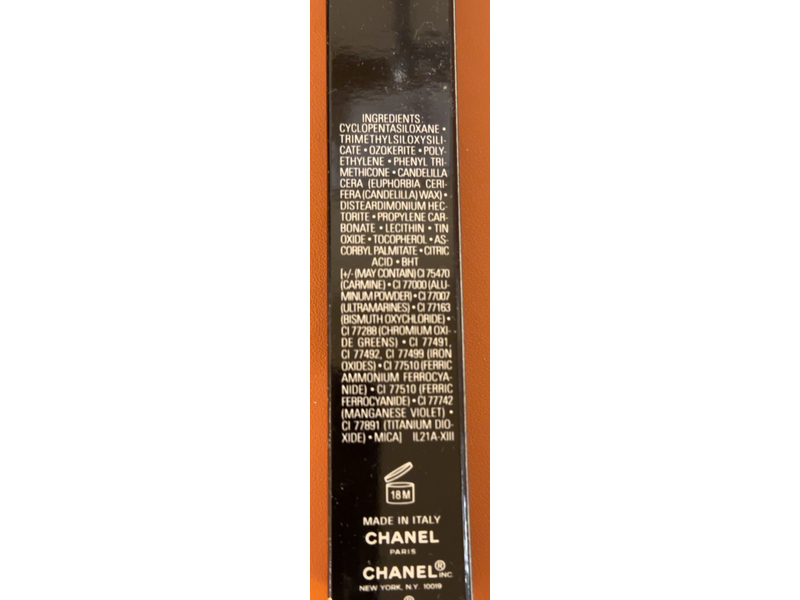 INGREDIENTS:
CYCLOPENTASILOXANE •
TRIMETHYLSILOXYSILI-
CATE • OZOKERITE • POLY-
ETHYLENE • PHENYL TRI-
METHICONE • CANDELILLA
CERA (EUPHORBIA CERI-
FERA (CANDELILLA) WAX) •
DISTEARDIMONIUM HEC-
TORITE • PROPYLENE CAR-
BONATE • LECITHIN • TIN
OXIDE • TOCOPHEROL • AS-
CORBYL PALMITATE • CITRIC
ACID • BHT
[+/- (MAY CONTAIN) CI 75470
(CARMINE) • CI 77000 (ALU-
MINUM POWDER) • CI 77007
(ULTRAMARINES) • CI 77163
(BISMUTH OXYCHLORIDE) •
CI 77288 (CHROMIUM OXI-
DE GREENS) • CI 77491,
CI 77492, CI 77499 (IRON
OXIDES) • CI 77510 (FERRIC
AMMONIUM FERROCYA-
NIDE) • CI 77510 (FERRIC
FERROCYANIDE) • CI 77742
(MANGANESE VIOLET) •
CI 77891 (TITANIUM DIO-
XIDE) • MICA] IL21A-XIII
18 M
MADE IN ITALY
CHANEL
PARIS
CHANEL® INC.
NEW YORK, N.Y. 10019
®